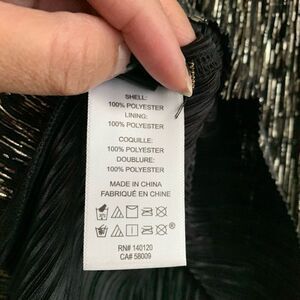 SHELL:
100% POLYESTER
LINING:
100% POLYESTER
COQUILLE:
100% POLYESTER
DOUBLURE:
100% POLYESTER
MADE IN CHINA
FABRIQUÉ EN CHINE
®
RN# 140120
CA# 58009